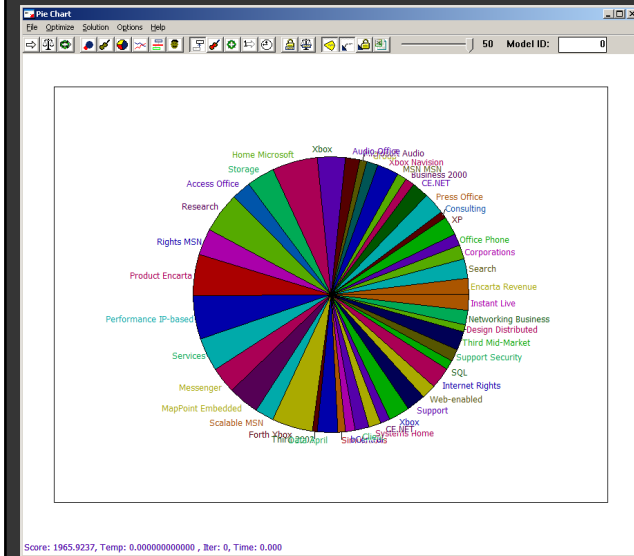 Pie Chart
File Optimize Solution Options Help
50 Model ID: 0
Xbox
Audio Office
Audio
Home Microsoft
Xbox Navision
Storage
MSN MSN
Business 2000
Access Office
CE.NET
Press Office
Research
Consulting
XP
Rights MSN
Office Phone
Corporations
Product Encarta
Search
Encarta Revenue
Instant Live
Performance IP-based
Networking Business
Design Distributed
Third Mid-Market
Services
Support Security
SQL
Messenger
Internet Rights
Web-enabled
MapPoint Embedded
Support
Scalable MSN
Xbox
CE.NET
Forth Xbox
Systems Home
Third 2007
April
Score: 1965.9237, Temp: 0.000000000000 , Iter: 0, Time: 0.000